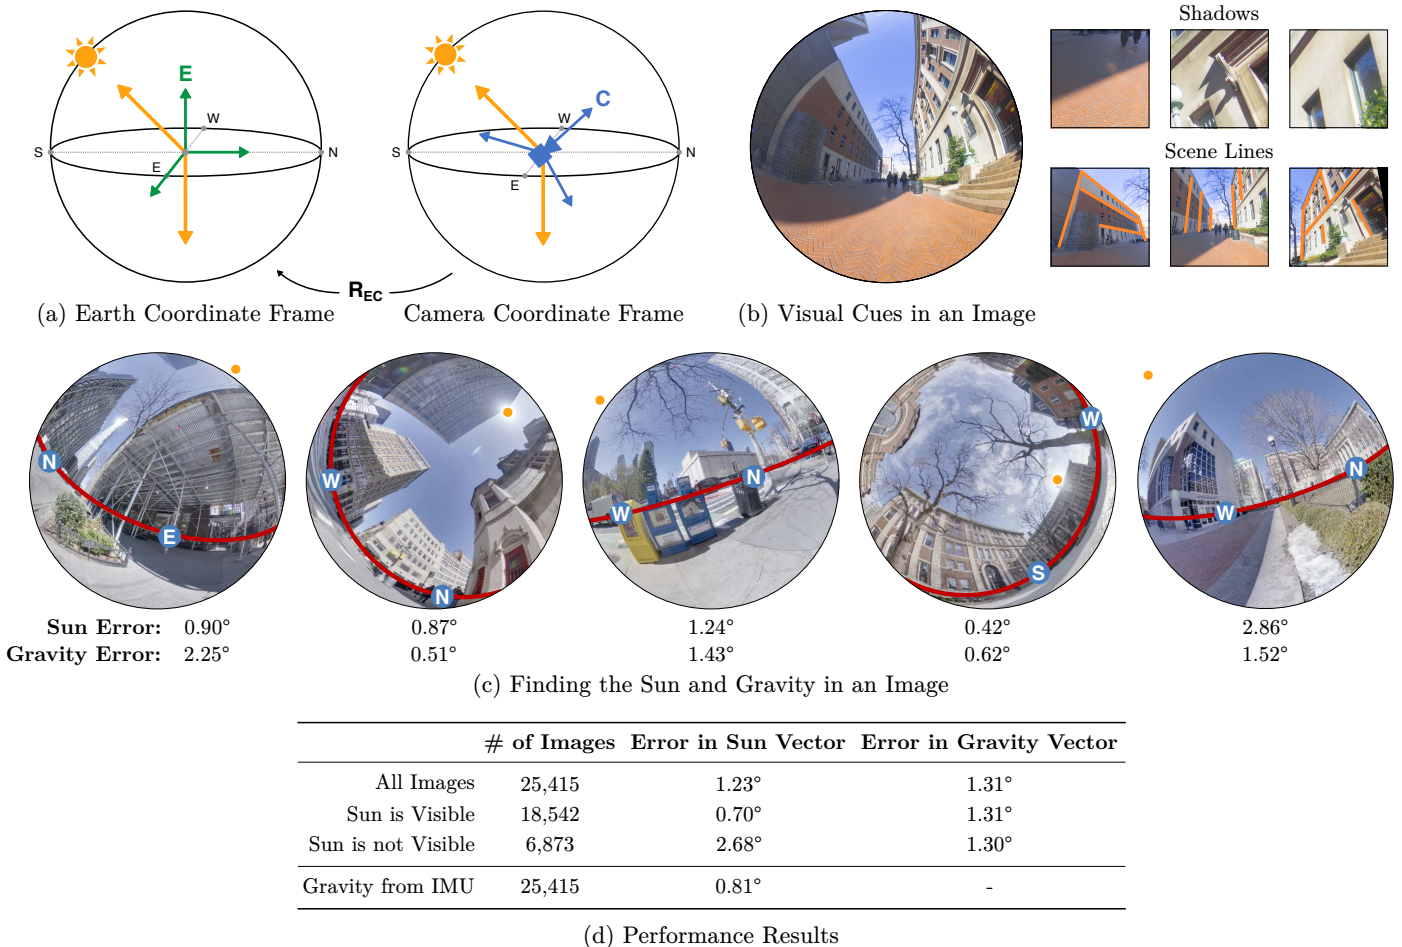 E
W
S
N
E
C
W
S
N
E
R_EC
(a) Earth Coordinate Frame
Camera Coordinate Frame
Shadows
Scene Lines
(b) Visual Cues in an Image
N
E
W
N
W
N
W
S
W
N
Sun Error: 0.90° 0.87° 1.24° 0.42° 2.86°
Gravity Error: 2.25° 0.51° 1.43° 0.62° 1.52°
(c) Finding the Sun and Gravity in an Image
# of Images Error in Sun Vector Error in Gravity Vector
All Images 25,415 1.23° 1.31°
Sun is Visible 18,542 0.70° 1.31°
Sun is not Visible 6,873 2.68° 1.30°
Gravity from IMU 25,415 0.81° -
(d) Performance Results